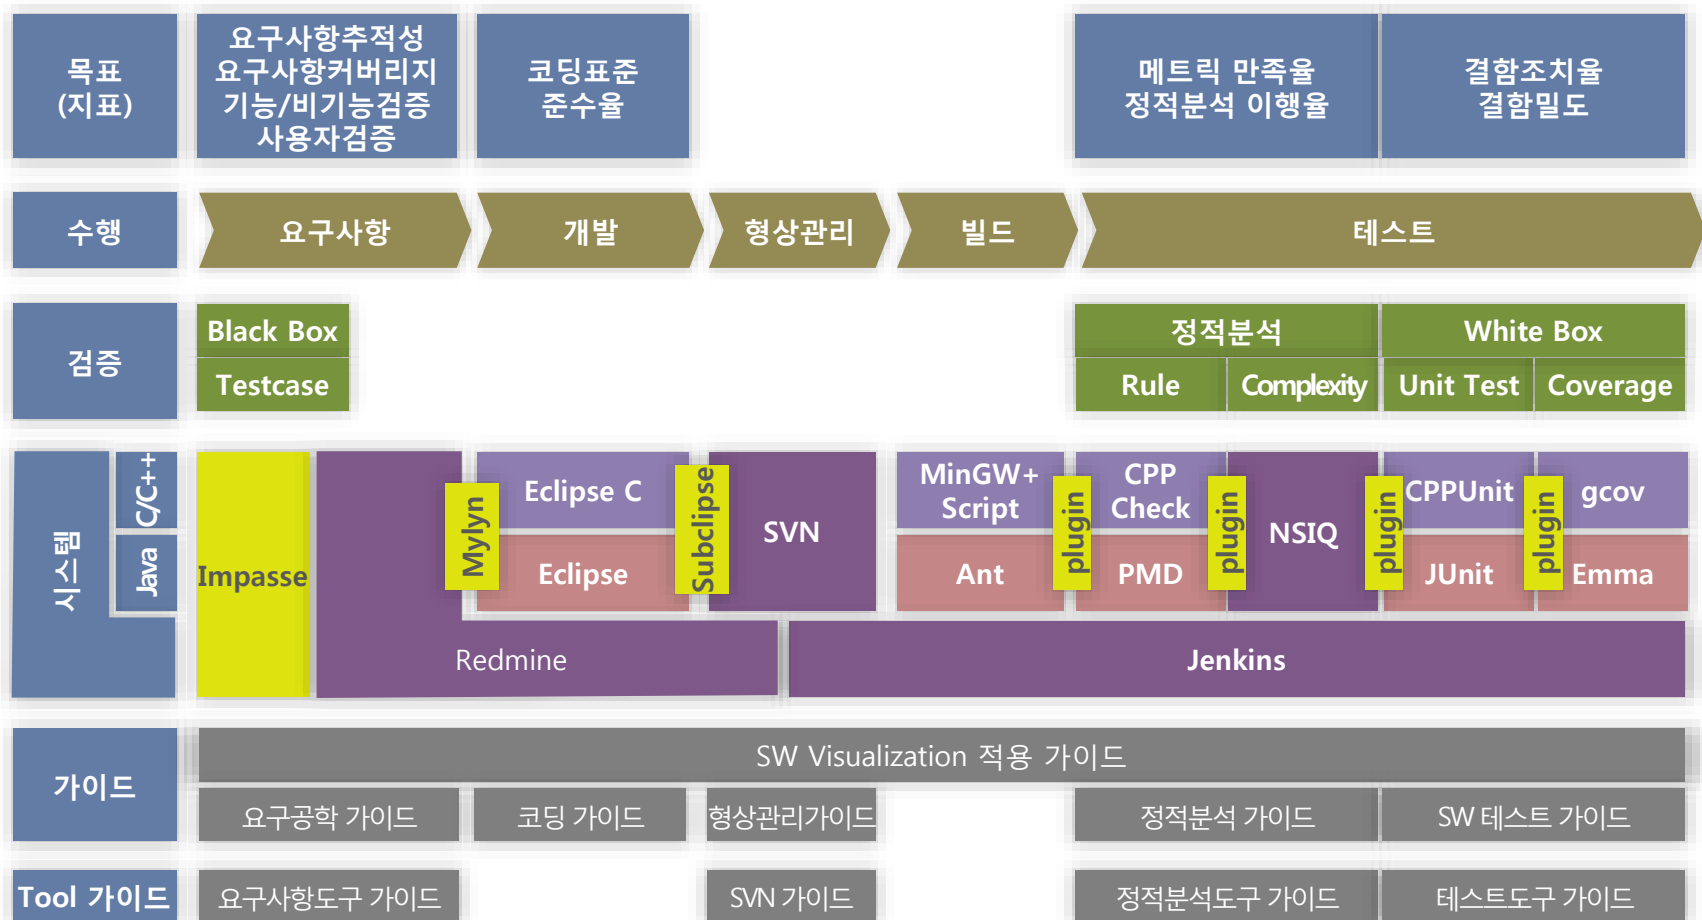 목표
(지표)
요구사항추적성
요구사항커버리지
기능/비기능검증
사용자검증
코딩표준
준수율
메트릭 만족율
정적분석 이행율
결함조치율
결함밀도
수행
요구사항
개발
형상관리
빌드
테스트
검증
Black Box
Testcase
정적분석
Rule
Complexity
White Box
Unit Test
Coverage
시스템
C/C++
Java
Impasse
Redmine
Mylyn
Eclipse C
Eclipse
Subclipse
SVN
MinGW+
Script
Ant
plugin
CPP
Check
PMD
plugin
NSIQ
plugin
CPPUnit
JUnit
plugin
gcov
Emma
Jenkins
가이드
SW Visualization 적용 가이드
요구공학 가이드
코딩 가이드
형상관리가이드
정적분석 가이드
SW 테스트 가이드
Tool 가이드
요구사항도구 가이드
SVN 가이드
정적분석도구 가이드
테스트도구 가이드